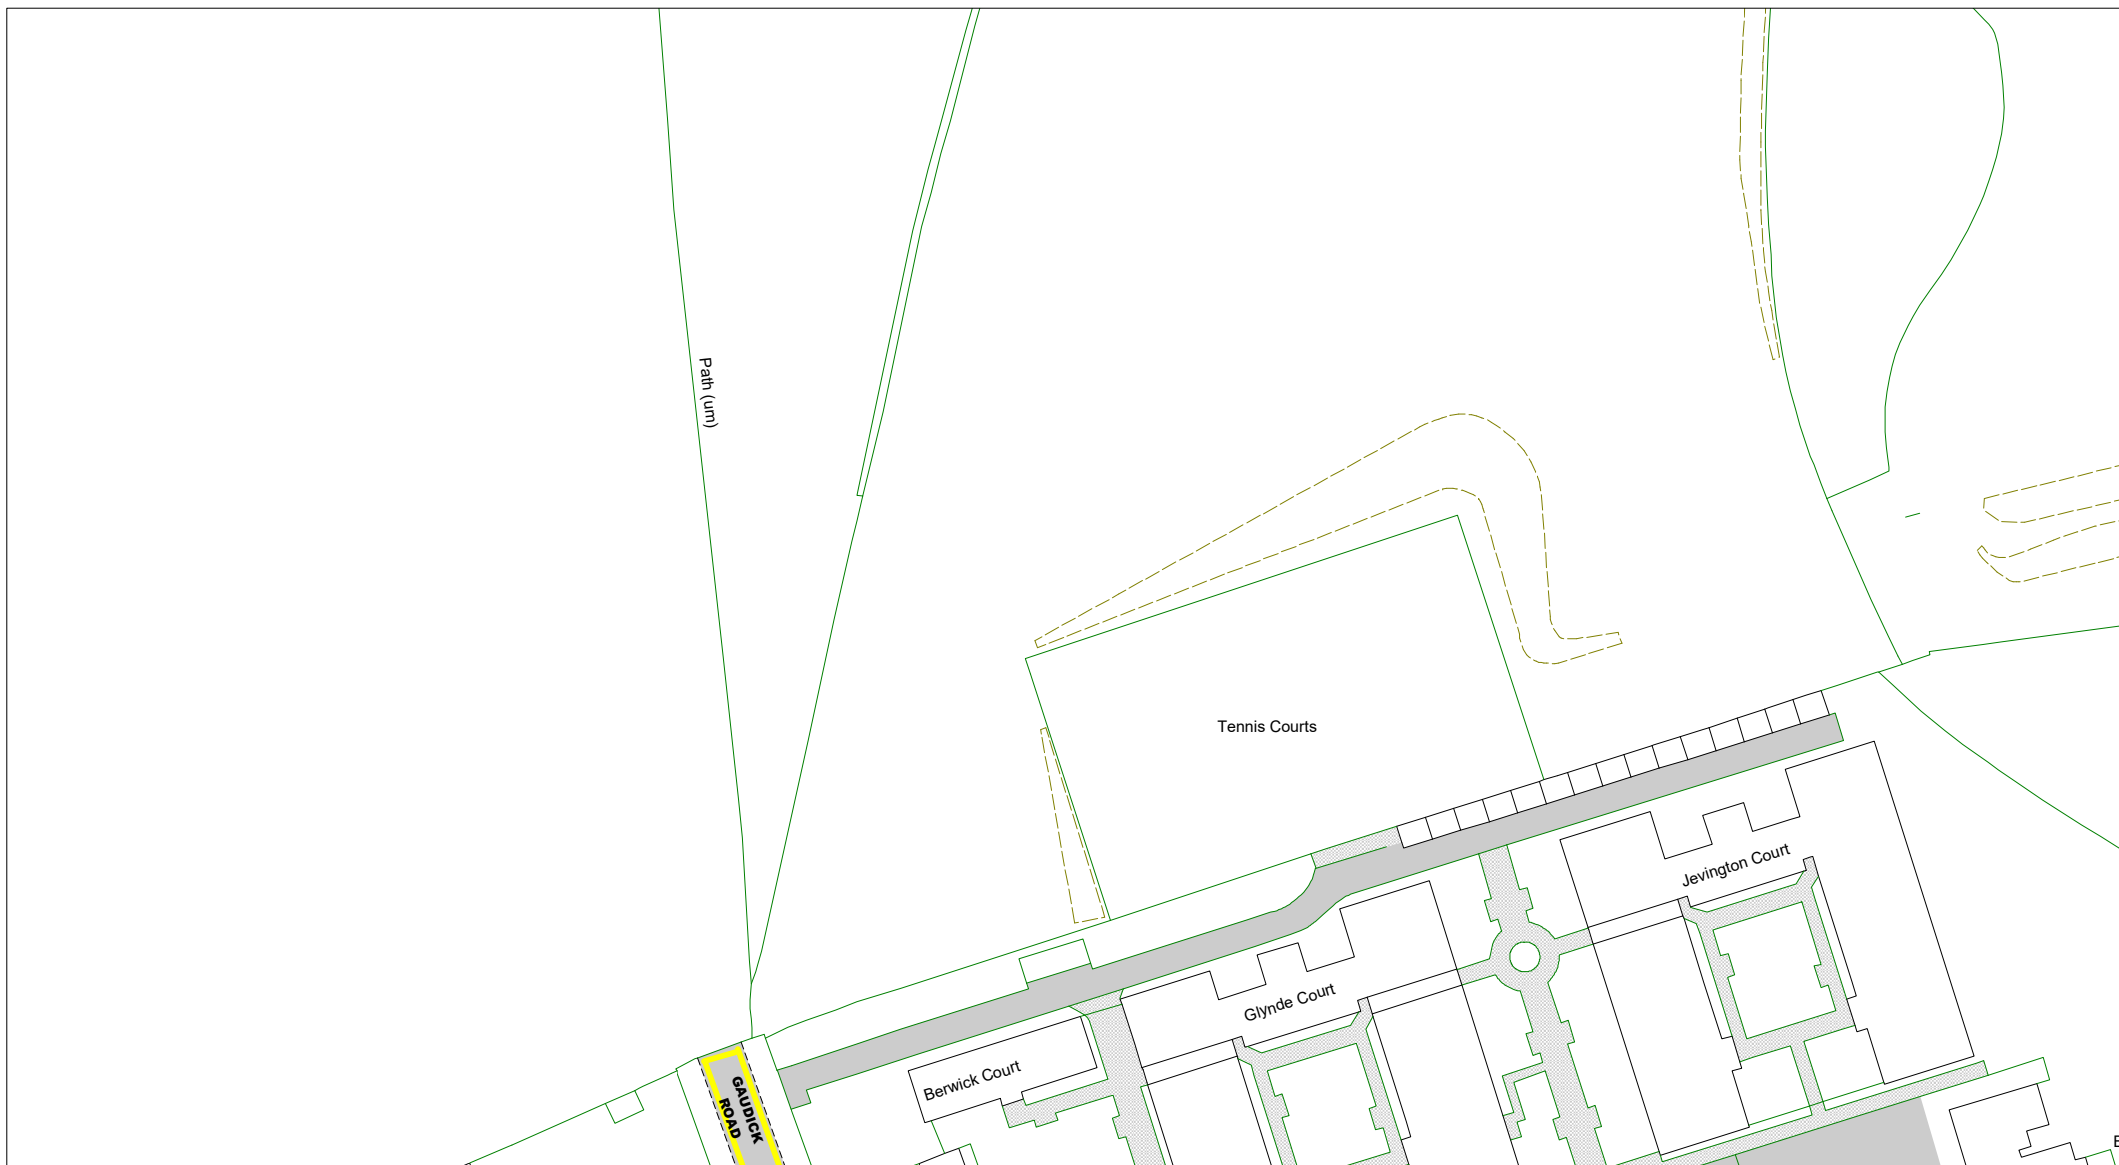 Path (um)
Tennis Courts
Jevington Court
Glynde Court
Berwick Court
GAUDICK
ROAD